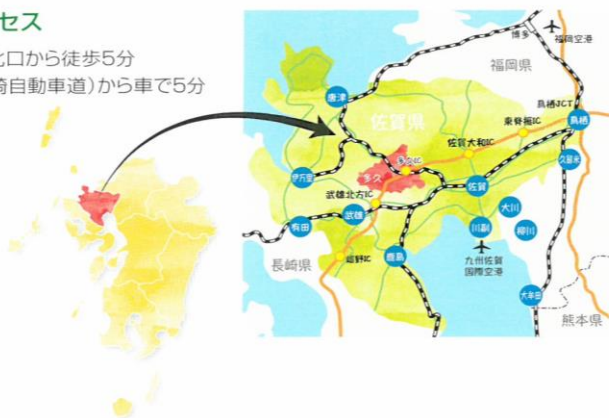 セス
北口から徒歩5分
崎自動車道)から車で5分
博多
福岡空港
福岡県
唐津
鳥栖JCT
佐賀県
東脊振IC
鳥栖
佐賀大和IC
多久IC
久留米
伊万里
多久
武雄北方IC
佐賀
大川
有田
武雄
川副
柳川
長崎県
嬉野IC
鹿島
九州佐賀
国際空港
大牟田
熊本県